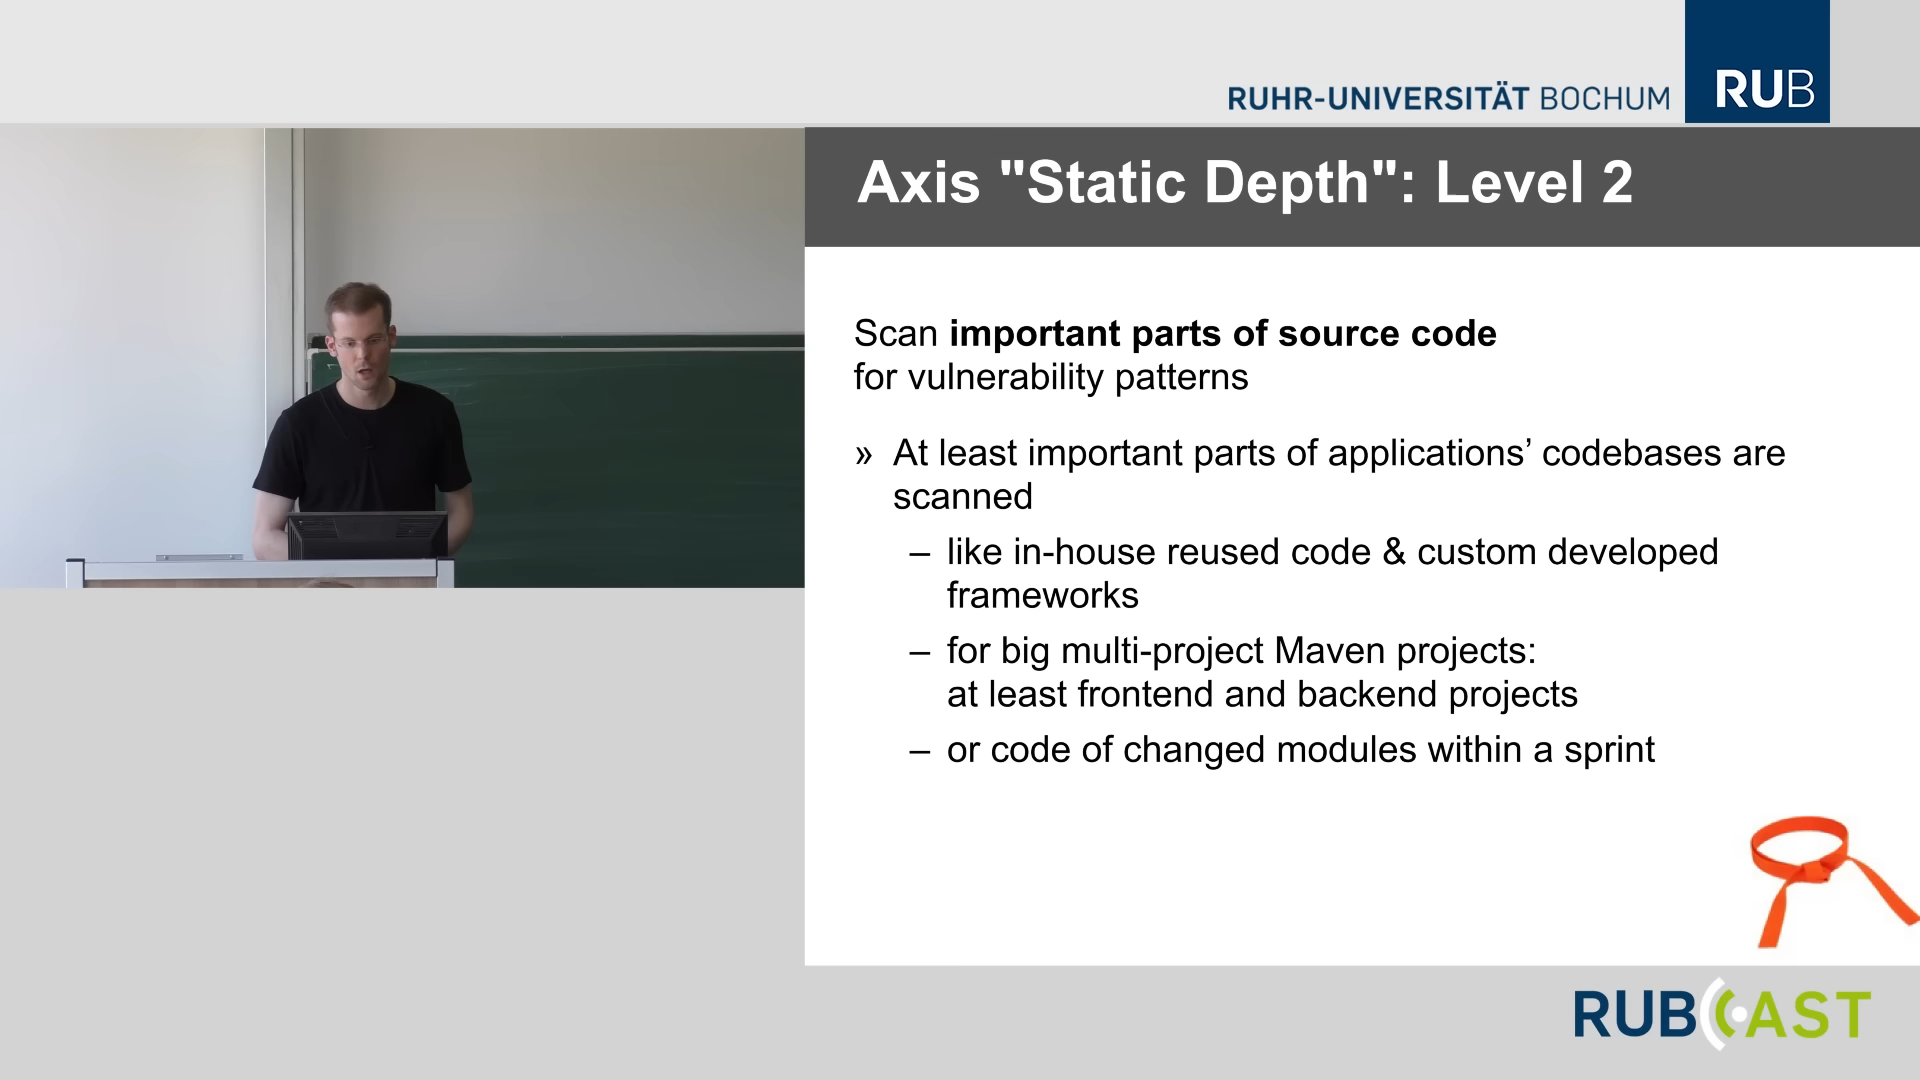 RUHR-UNIVERSITÄT BOCHUM
RUB
Axis "Static Depth": Level 2
Scan important parts of source code
for vulnerability patterns
» At least important parts of applications’ codebases are
scanned
– like in-house reused code & custom developed
frameworks
– for big multi-project Maven projects:
at least frontend and backend projects
– or code of changed modules within a sprint
RUBCAST